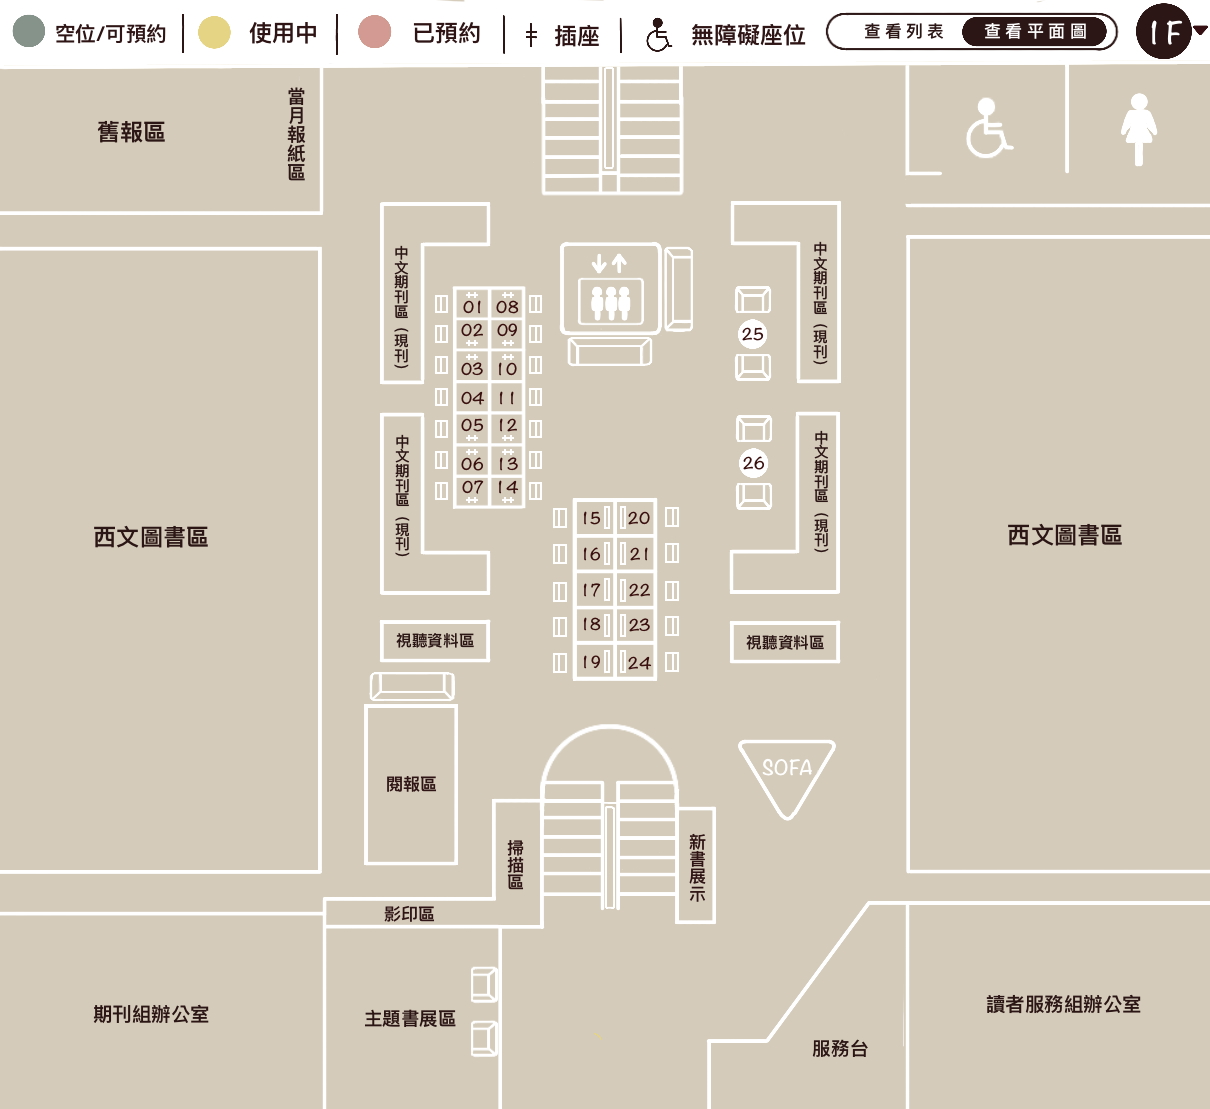 空位/可預約
使用中
已預約
插座
無障礙座位
查看列表
查看平面圖
1F
舊報區
當月報紙區
中文期刊區（現刊）
中文期刊區（現刊）
01 08
02 09
03 10
04 11
05 12
06 13
07 14
25
26
中文期刊區（現刊）
中文期刊區（現刊）
西文圖書區
西文圖書區
15 20
16 21
17 22
18 23
19 24
視聽資料區
視聽資料區
閱報區
SOFA
掃描區
新書展示
影印區
期刊組辦公室
主題書展區
服務台
讀者服務組辦公室